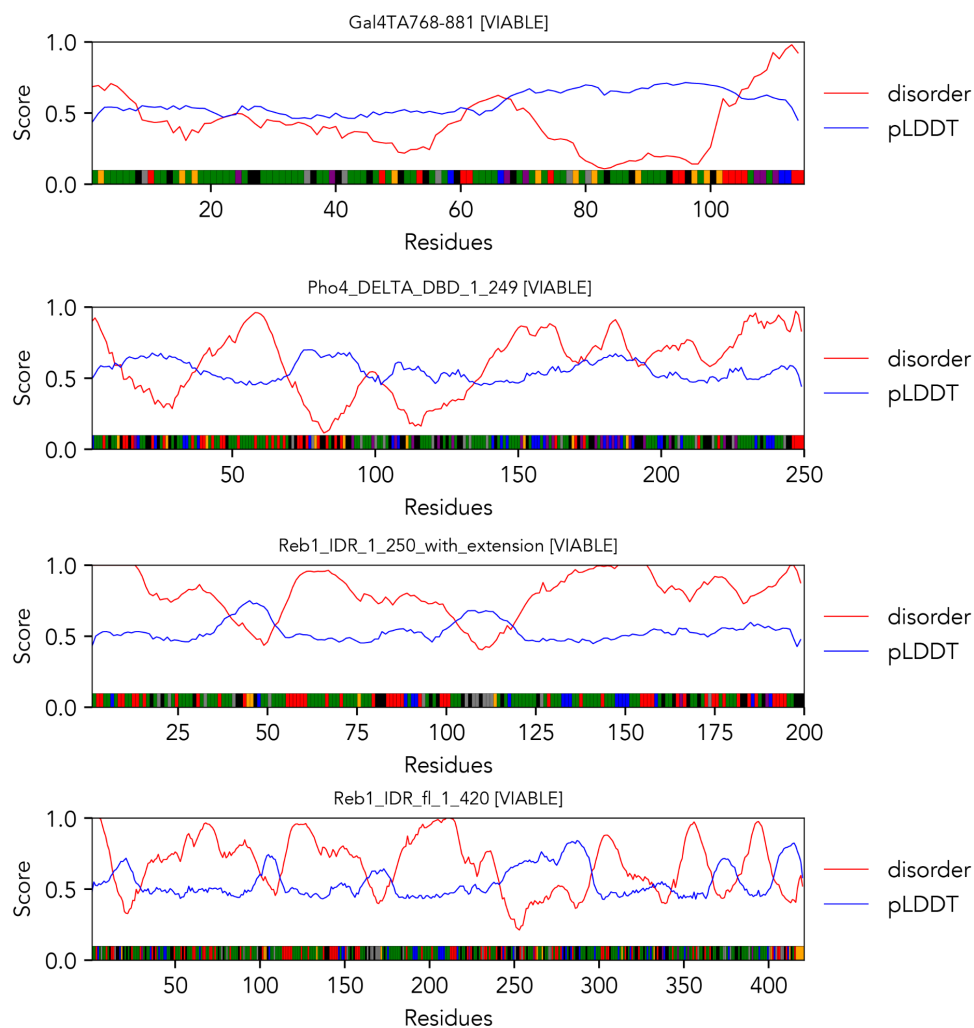 Gal4TA768-881 [VIABLE]
1.0
0.5
0.0
Score
20 40 60 80 100
Residues
disorder
pLDDT
Pho4_DELTA_DBD_1_249 [VIABLE]
1.0
0.5
0.0
Score
50 100 150 200 250
Residues
disorder
pLDDT
Reb1_IDR_1_250_with_extension [VIABLE]
1.0
0.5
0.0
Score
25 50 75 100 125 150 175 200
Residues
disorder
pLDDT
Reb1_IDR_fl_1_420 [VIABLE]
1.0
0.5
0.0
Score
50 100 150 200 250 300 350 400
Residues
disorder
pLDDT